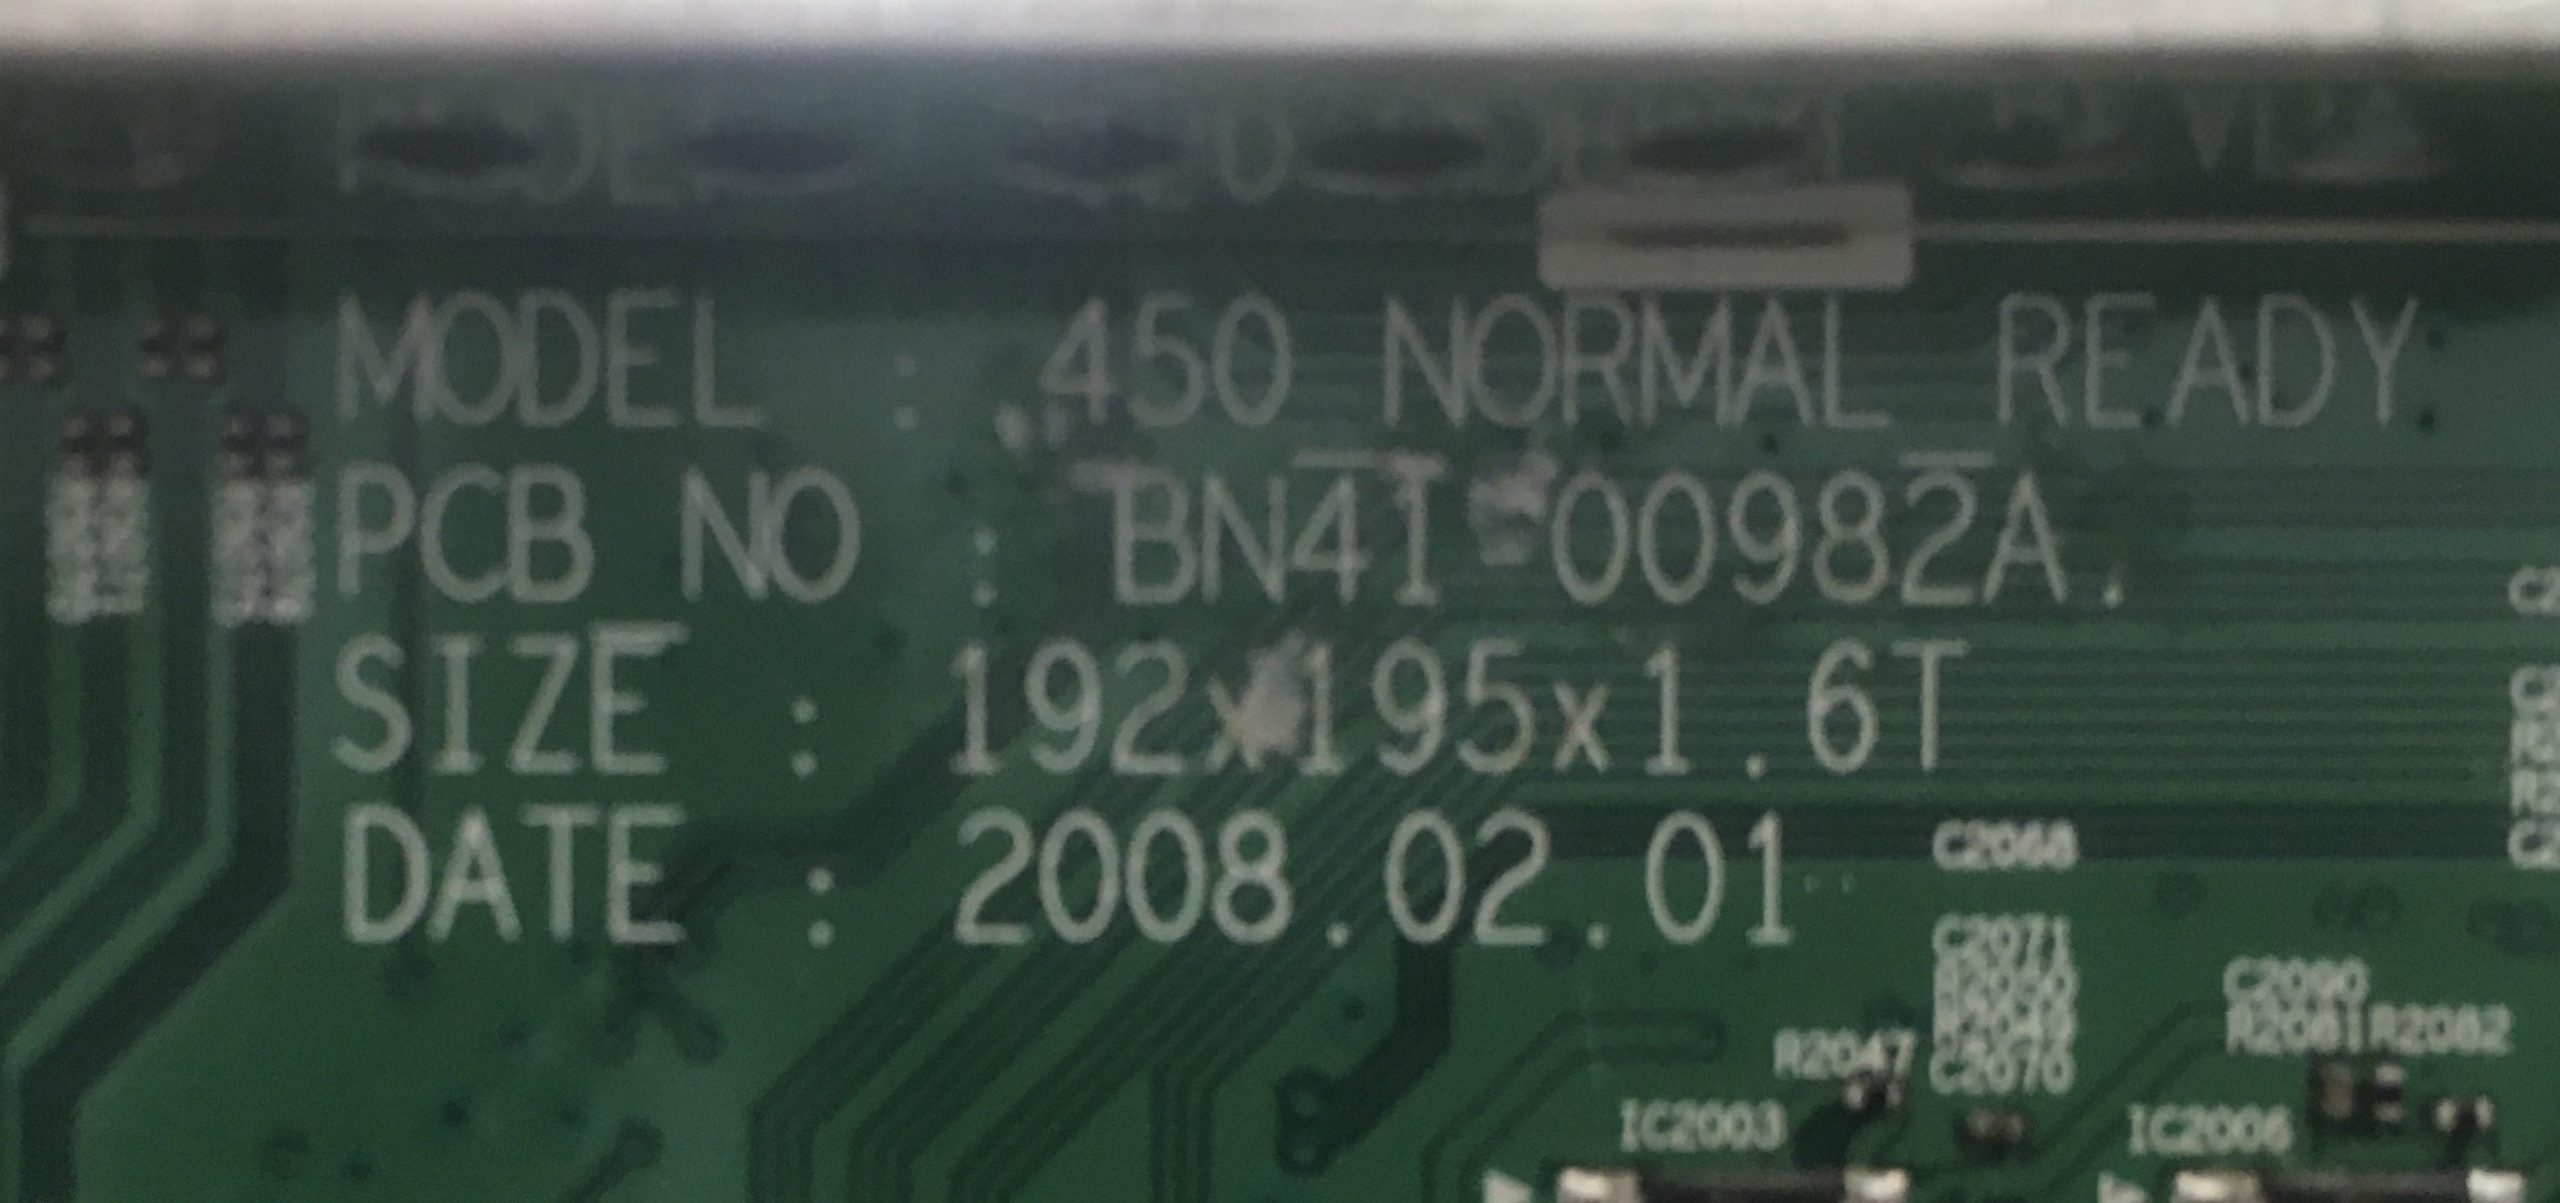 MODEL : 450 NORMAL READY
PCB NO : BN41-00982A.
SIZE : 192x195x1.6T
DATE : 2008.02.01
C2068
C2071
C2090
R2081 R2082
R2047
C2070
IC2003
IC2006